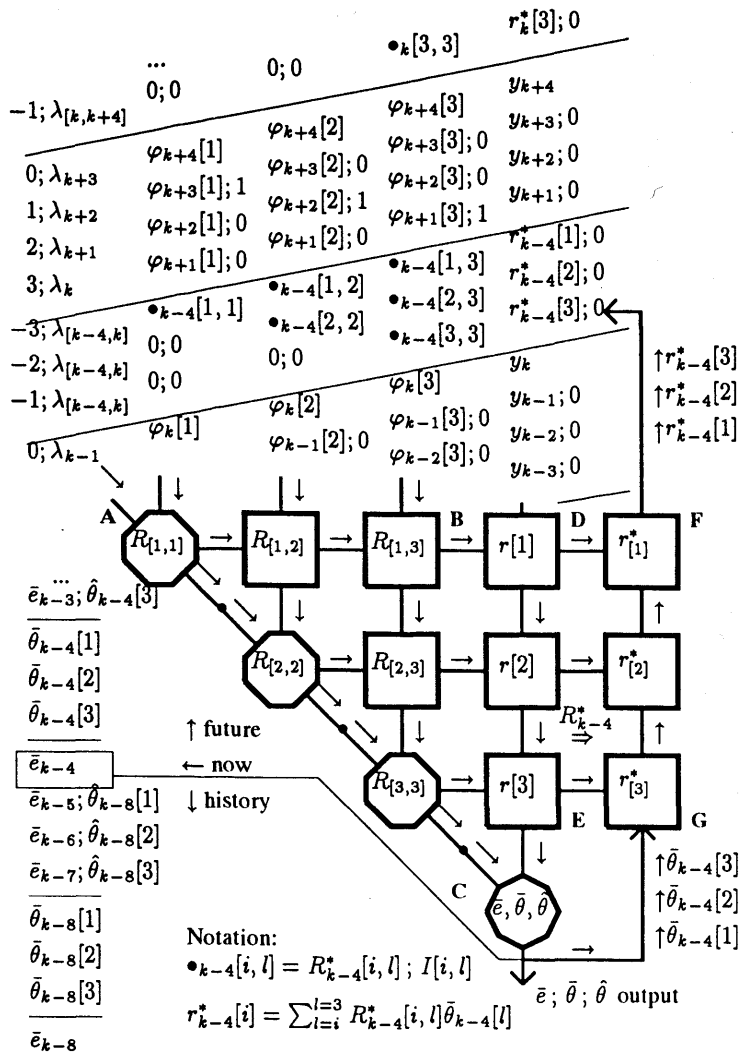 r*_k[3]; 0
... 0; 0 •_k[3, 3]
−1; λ_[k,k+4] 0; 0 y_{k+4}
φ_{k+4}[3] y_{k+3}; 0
φ_{k+4}[2] φ_{k+3}[3]; 0 y_{k+2}; 0
0; λ_{k+3} φ_{k+4}[1] φ_{k+3}[2]; 0 φ_{k+2}[3]; 0 y_{k+1}; 0
1; λ_{k+2} φ_{k+3}[1]; 1 φ_{k+2}[2]; 1 φ_{k+1}[3]; 1
2; λ_{k+1} φ_{k+2}[1]; 0 φ_{k+1}[2]; 0 r*_{k−4}[1]; 0
3; λ_k φ_{k+1}[1]; 0 •_{k−4}[1, 3] r*_{k−4}[2]; 0
•_{k−4}[1, 2] •_{k−4}[2, 3] r*_{k−4}[3]; 0
−3; λ_[k−4,k] •_{k−4}[1, 1] •_{k−4}[2, 2] •_{k−4}[3, 3]
−2; λ_[k−4,k] 0; 0 0; 0 y_k ↑r*_{k−4}[3]
−1; λ_[k−4,k] 0; 0 φ_k[3] y_{k−1}; 0 ↑r*_{k−4}[2]
φ_k[2] φ_{k−1}[3]; 0 y_{k−2}; 0 ↑r*_{k−4}[1]
0; λ_{k−1} φ_k[1] φ_{k−1}[2]; 0 φ_{k−2}[3]; 0 y_{k−3}; 0
↘ ↓ ↓ ↓
A B D F
R_[1,1] → R_[1,2] → R_[1,3] → r[1] → r*_[1]
...
ē_{k−3}; θ̂_{k−4}[3] ↘ ↘ ↓ ↓ ↓ ↑
θ̄_{k−4}[1]
θ̄_{k−4}[2] R_[2,2] → R_[2,3] → r[2] → r*_[2]
θ̄_{k−4}[3] R*_{k−4}
↑ future ↘ ↘ ↓ ↓ ⇒ ↑
ē_{k−4} ← now
R_[3,3] → r[3] → r*_[3]
ē_{k−5}; θ̂_{k−8}[1] ↓ history
E G
ē_{k−6}; θ̂_{k−8}[2] ↘ ↘ ↓
ē_{k−7}; θ̂_{k−8}[3] ↑θ̄_{k−4}[3]
C ↑θ̄_{k−4}[2]
θ̄_{k−8}[1] ē, θ̄, θ̂ ↑θ̄_{k−4}[1]
θ̄_{k−8}[2] Notation: →
θ̄_{k−8}[3] •_{k−4}[i, l] = R*_{k−4}[i, l] ; I[i, l]
ē ; θ̄ ; θ̂ output
r*_{k−4}[i] = ∑_{l=i}^{l=3} R*_{k−4}[i, l]θ̄_{k−4}[l]
ē_{k−8}